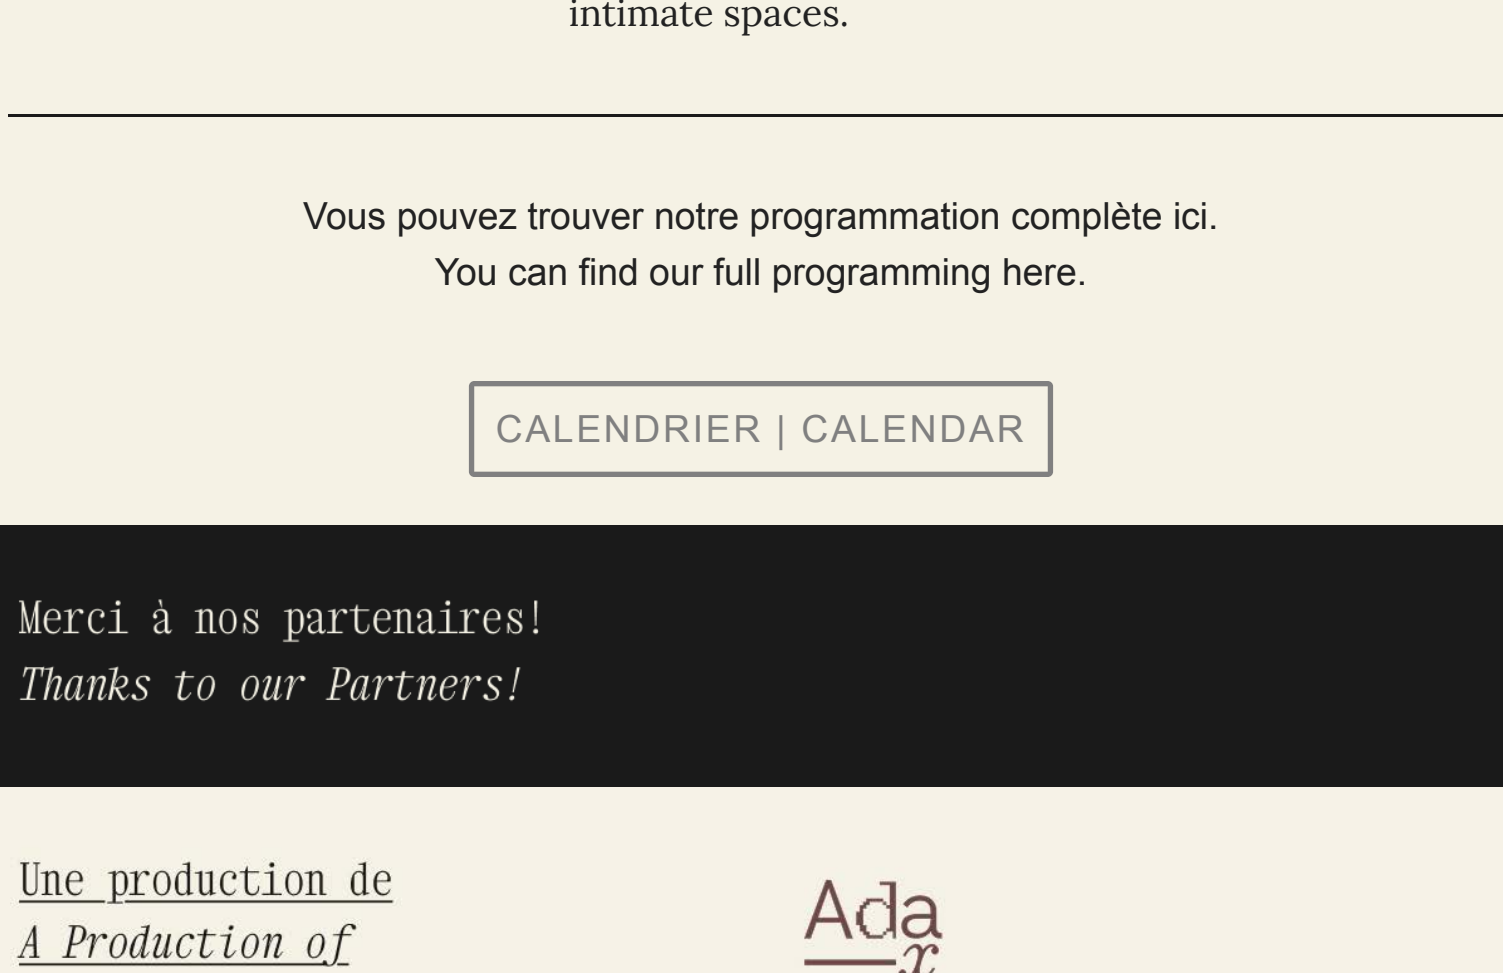 intimate spaces.
Vous pouvez trouver notre programmation complète ici.
You can find our full programming here.
CALENDRIER | CALENDAR
Merci à nos partenaires!
Thanks to our Partners!
Une production de
A Production of
Ada
x